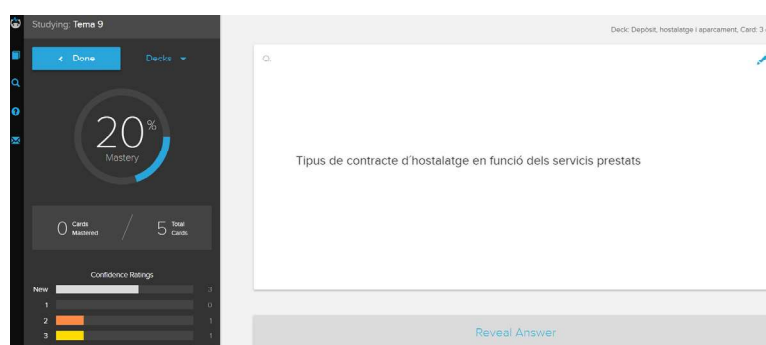 Studying: Tema 9
Done
Decks
20%
Mastery
0 Cards Mastered
5 Total Cards
Confidence Ratings
New 3
1 0
2 1
3 1
Deck: Depòsit, hostalatge i aparcament, Card: 3
Q.
Tipus de contracte d´hostalatge en funció dels servicis prestats
Reveal Answer